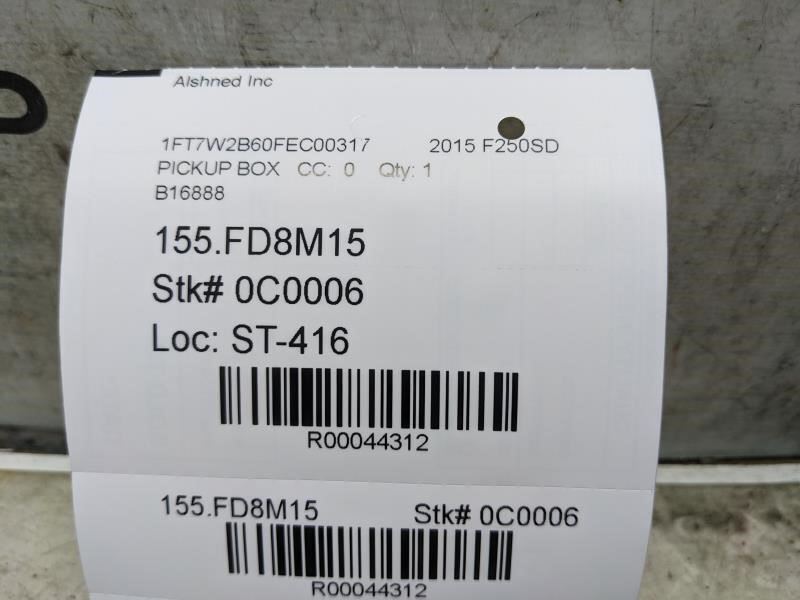 Alshned Inc
1FT7W2B60FEC00317 2015 F250SD
PICKUP BOX CC: 0 Qty: 1
B16888
155.FD8M15
Stk# 0C0006
Loc: ST-416
R00044312
155.FD8M15 Stk# 0C0006
R00044312